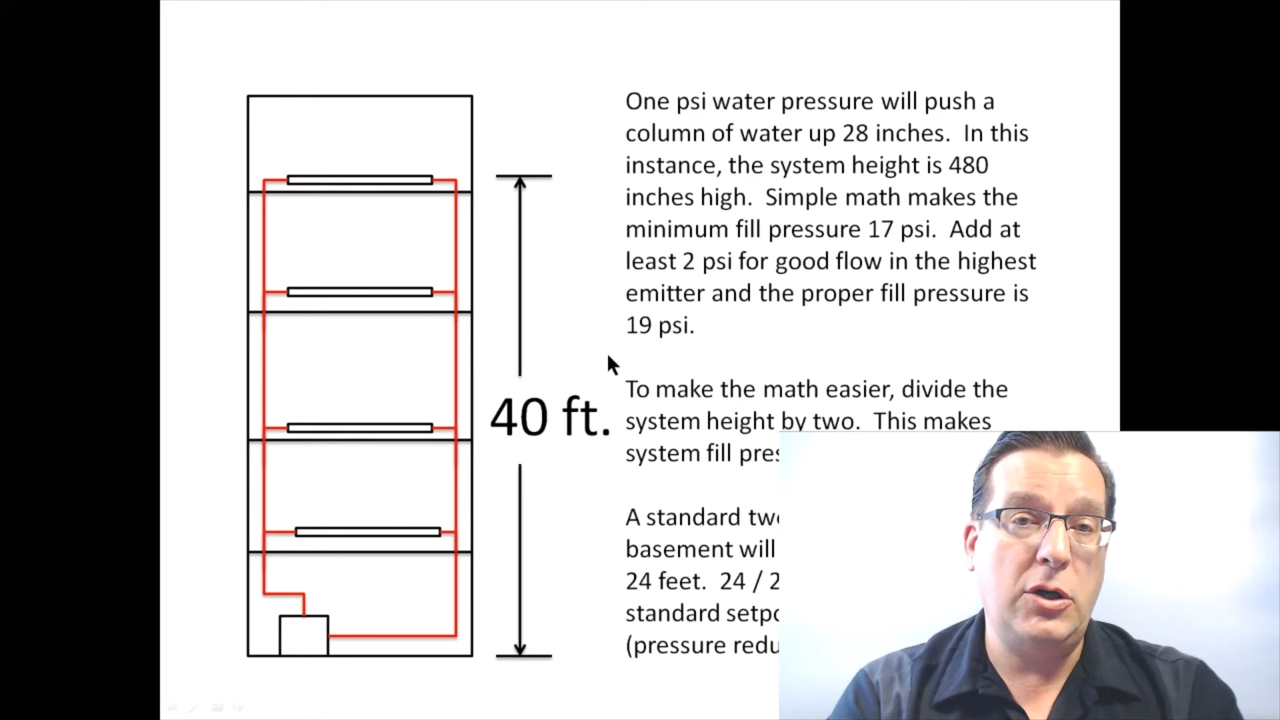 One psi water pressure will push a
column of water up 28 inches.  In this
instance, the system height is 480
inches high.  Simple math makes the
minimum fill pressure 17 psi.  Add at
least 2 psi for good flow in the highest
emitter and the proper fill pressure is
19 psi.
To make the math easier, divide the
40 ft.
system height by two.  This makes
system fill
A standard
basement will
24 feet.  24 / 2
standard
(pressure